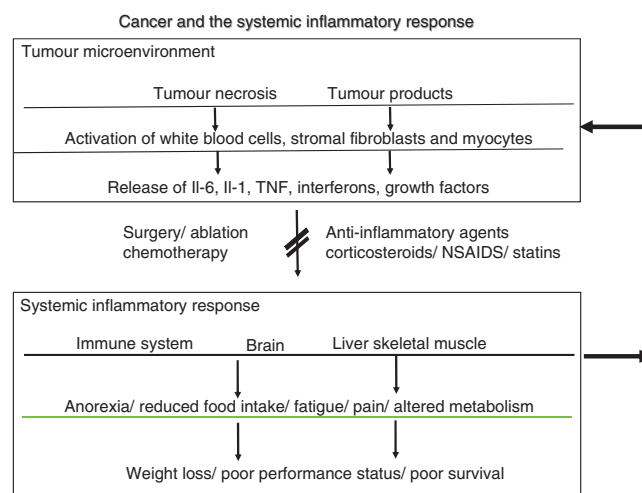 Cancer and the systemic inflammatory response
Tumour microenvironment
Tumour necrosis Tumour products
Activation of white blood cells, stromal fibroblasts and myocytes
Release of Il-6, Il-1, TNF, interferons, growth factors
Surgery/ ablation
chemotherapy
Anti-inflammatory agents
corticosteroids/ NSAIDS/ statins
Systemic inflammatory response
Immune system Brain Liver skeletal muscle
Anorexia/ reduced food intake/ fatigue/ pain/ altered metabolism
Weight loss/ poor performance status/ poor survival